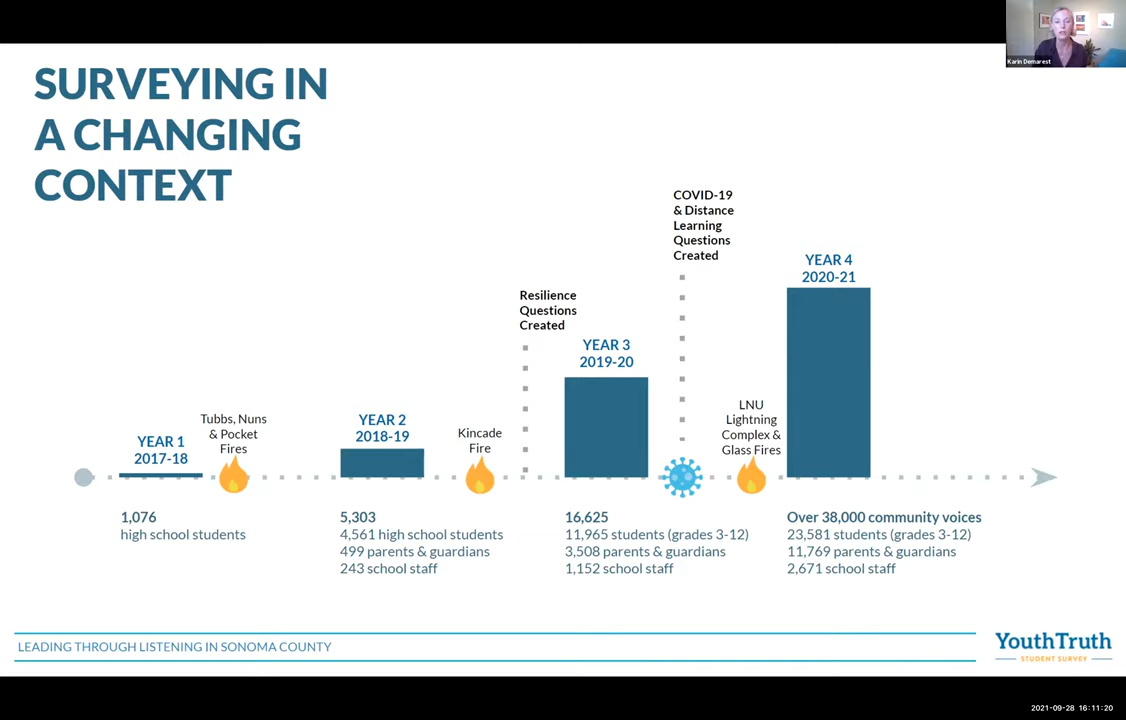 Karin Demarest
SURVEYING IN
A CHANGING
CONTEXT
COVID-19
& Distance
Learning
Questions
Created
YEAR 4
2020-21
Resilience
Questions
Created
YEAR 3
2019-20
LNU
Lightning
Complex &
Glass Fires
Tubbs, Nuns
& Pocket
Fires
YEAR 2
2018-19
Kincade
Fire
YEAR 1
2017-18
1,076
high school students
5,303
4,561 high school students
499 parents & guardians
243 school staff
16,625
11,965 students (grades 3-12)
3,508 parents & guardians
1,152 school staff
Over 38,000 community voices
23,581 students (grades 3-12)
11,769 parents & guardians
2,671 school staff
LEADING THROUGH LISTENING IN SONOMA COUNTY
YouthTruth
STUDENT SURVEY
2021-09-28 16:11:20